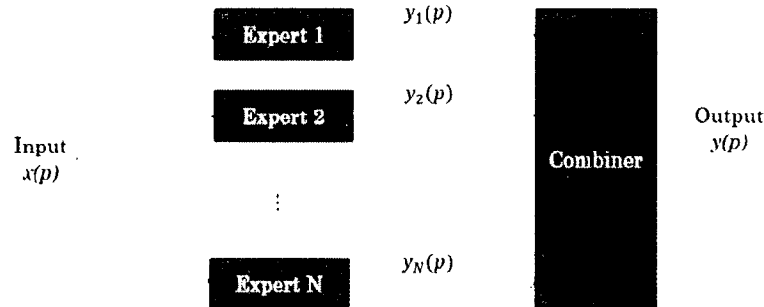 Expert 1
y₁(p)
Expert 2
y₂(p)
Input
x(p)
Combiner
Output
y(p)
⋮
Expert N
yN(p)